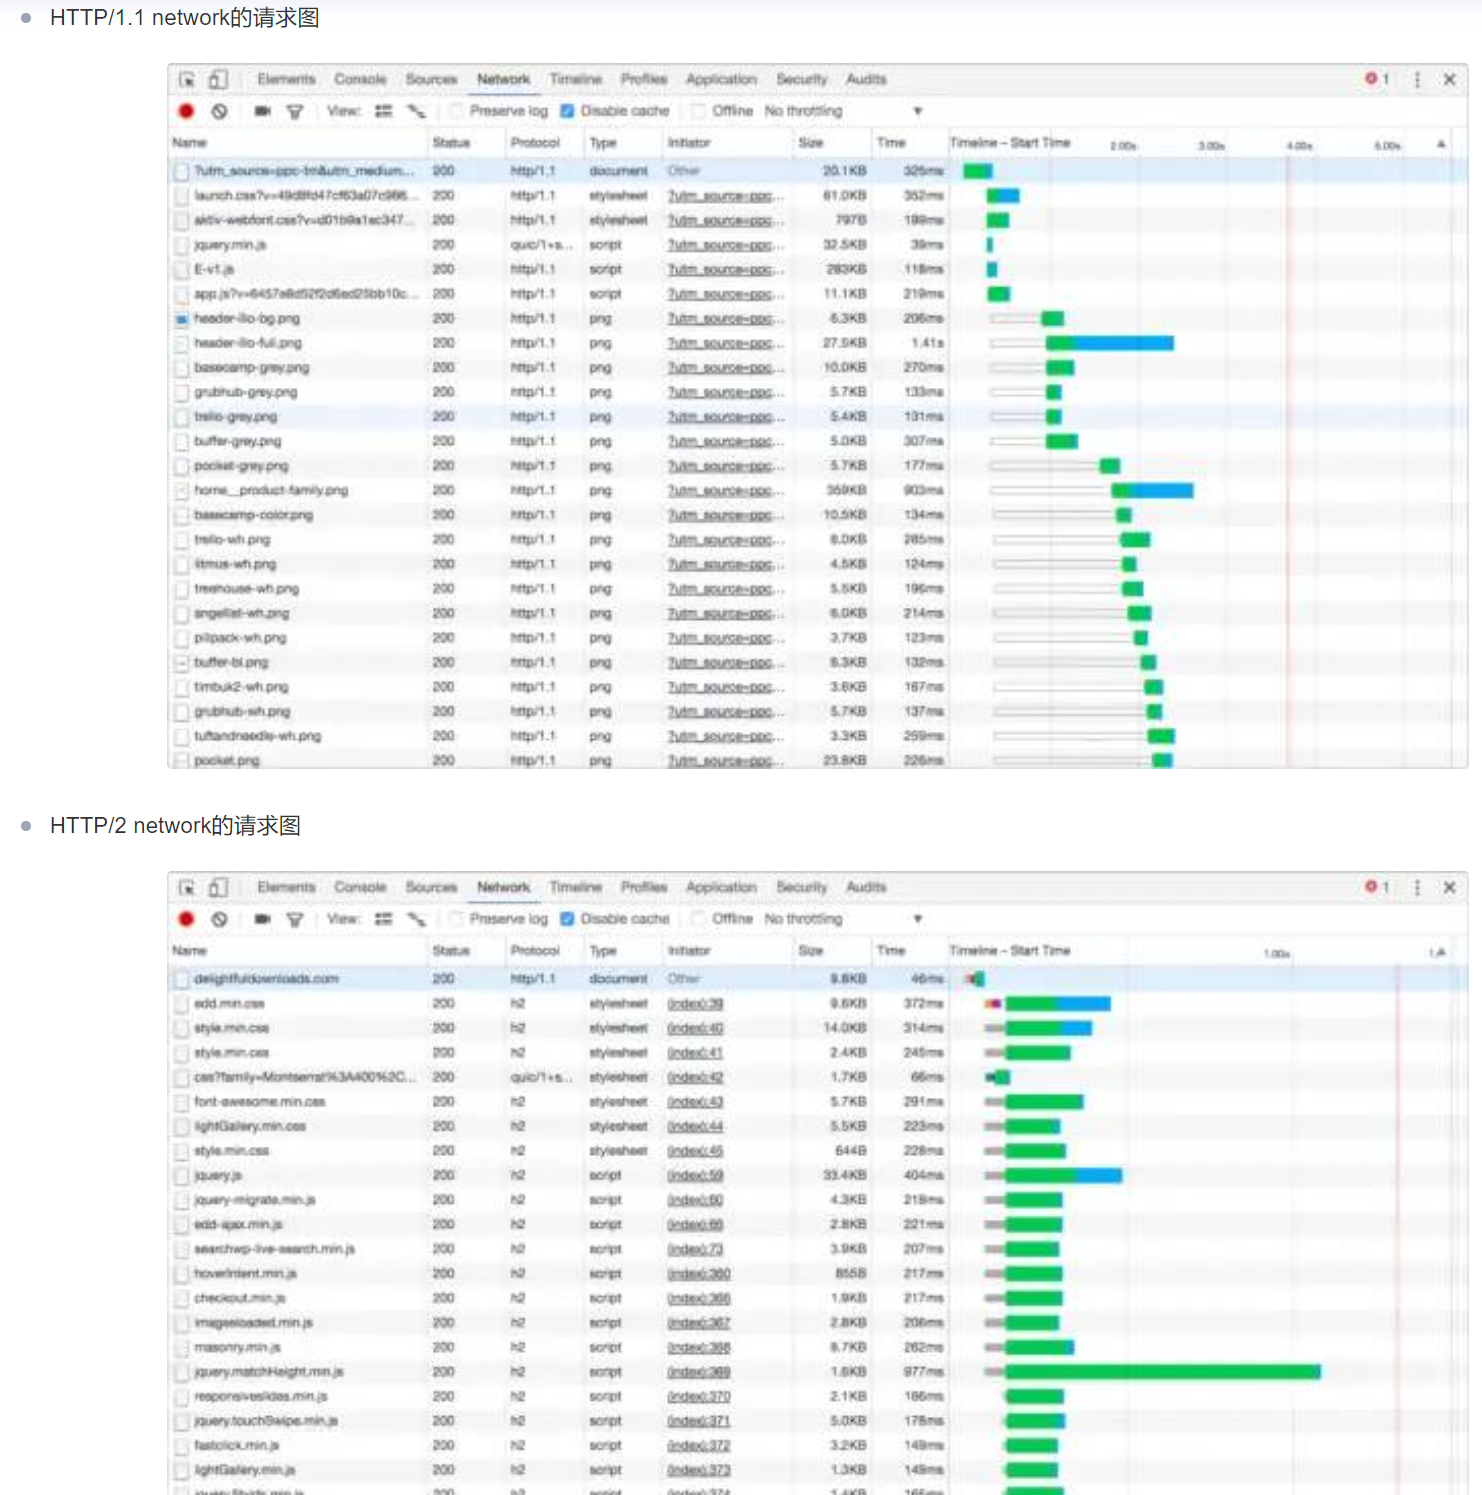 HTTP/1.1 network的请求图
Elements Console Sources Network Timeline Profiles Application Security Audits 1
View: Preserve log Disable cache Offline No throttling
Name Status Protocol Type Initiator Size Time Timeline – Start Time 2.00s 3.00s 4.00s 5.00s
?utm_source=ppc-tm&utm_medium... 200 http/1.1 document Other 20.1KB 325ms
200 http/1.1 stylesheet ?utm_source=ppc... 61.0KB 352ms
200 http/1.1 stylesheet ?utm_source=ppc... 797B 199ms
jquery.min.js 200 quic/1+s... script ?utm_source=ppc... 32.5KB 39ms
E-v1.js 200 http/1.1 script ?utm_source=ppc... 283KB 118ms
200 http/1.1 script ?utm_source=ppc... 11.1KB 219ms
header-illo-bg.png 200 http/1.1 png ?utm_source=ppc... 6.3KB 206ms
header-illo-full.png 200 http/1.1 png ?utm_source=ppc... 27.5KB 1.41s
basecamp-grey.png 200 http/1.1 png ?utm_source=ppc... 10.0KB 270ms
grubhub-grey.png 200 http/1.1 png ?utm_source=ppc... 5.7KB 133ms
trello-grey.png 200 http/1.1 png ?utm_source=ppc... 5.4KB 131ms
buffer-grey.png 200 http/1.1 png ?utm_source=ppc... 5.0KB 307ms
pocket-grey.png 200 http/1.1 png ?utm_source=ppc... 5.7KB 177ms
home__product-family.png 200 http/1.1 png ?utm_source=ppc... 359KB 903ms
basecamp-color.png 200 http/1.1 png ?utm_source=ppc... 10.5KB 134ms
trello-wh.png 200 http/1.1 png ?utm_source=ppc... 6.0KB 285ms
litmus-wh.png 200 http/1.1 png ?utm_source=ppc... 4.5KB 124ms
treehouse-wh.png 200 http/1.1 png ?utm_source=ppc... 5.5KB 196ms
angellist-wh.png 200 http/1.1 png ?utm_source=ppc... 6.0KB 214ms
pillpack-wh.png 200 http/1.1 png ?utm_source=ppc... 3.7KB 123ms
buffer-bl.png 200 http/1.1 png ?utm_source=ppc... 6.3KB 132ms
timbuk2-wh.png 200 http/1.1 png ?utm_source=ppc... 3.6KB 167ms
grubhub-wh.png 200 http/1.1 png ?utm_source=ppc... 5.7KB 137ms
tuftandneedle-wh.png 200 http/1.1 png ?utm_source=ppc... 3.3KB 259ms
pocket.png 200 http/1.1 png ?utm_source=ppc... 23.8KB 226ms
HTTP/2 network的请求图
Elements Console Sources Network Timeline Profiles Application Security Audits 1
View: Preserve log Disable cache Offline No throttling
Name Status Protocol Type Initiator Size Time Timeline – Start Time 1.00s
delightfuldownloads.com 200 http/1.1 document Other 9.8KB 46ms
edd.min.css 200 h2 stylesheet (index):39 9.6KB 372ms
style.min.css 200 h2 stylesheet (index):40 14.0KB 314ms
style.min.css 200 h2 stylesheet (index):41 2.4KB 245ms
css?family=Montserrat%3A400%2C... 200 quic/1+s... stylesheet (index):42 1.7KB 66ms
font-awesome.min.css 200 h2 stylesheet (index):43 5.7KB 291ms
lightGallery.min.css 200 h2 stylesheet (index):44 5.5KB 223ms
style.min.css 200 h2 stylesheet (index):45 644B 228ms
jquery.js 200 h2 script (index):59 33.4KB 404ms
jquery-migrate.min.js 200 h2 script (index):60 4.3KB 218ms
edd-ajax.min.js 200 h2 script (index):66 2.8KB 221ms
searchwp-live-search.min.js 200 h2 script (index):73 3.9KB 207ms
hoverIntent.min.js 200 h2 script (index):360 855B 217ms
checkout.min.js 200 h2 script (index):366 1.9KB 217ms
imagesloaded.min.js 200 h2 script (index):367 2.8KB 206ms
masonry.min.js 200 h2 script (index):368 8.7KB 262ms
jquery.matchHeight.min.js 200 h2 script (index):369 1.6KB 977ms
responsiveslides.min.js 200 h2 script (index):370 2.1KB 186ms
jquery.touchSwipe.min.js 200 h2 script (index):371 5.0KB 178ms
fastclick.min.js 200 h2 script (index):372 3.2KB 149ms
lightGallery.min.js 200 h2 script (index):373 1.3KB 149ms